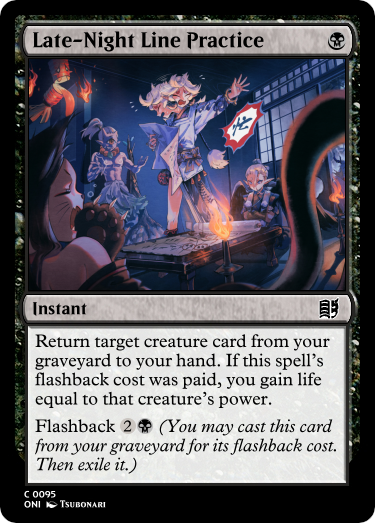 Late-Night Line Practice
Instant
Return target creature card from your
graveyard to your hand. If this spell's
flashback cost was paid, you gain life
equal to that creature's power.
Flashback 2 (You may cast this card
from your graveyard for its flashback cost.
Then exile it.)
C 0095
ONI Tsubonari